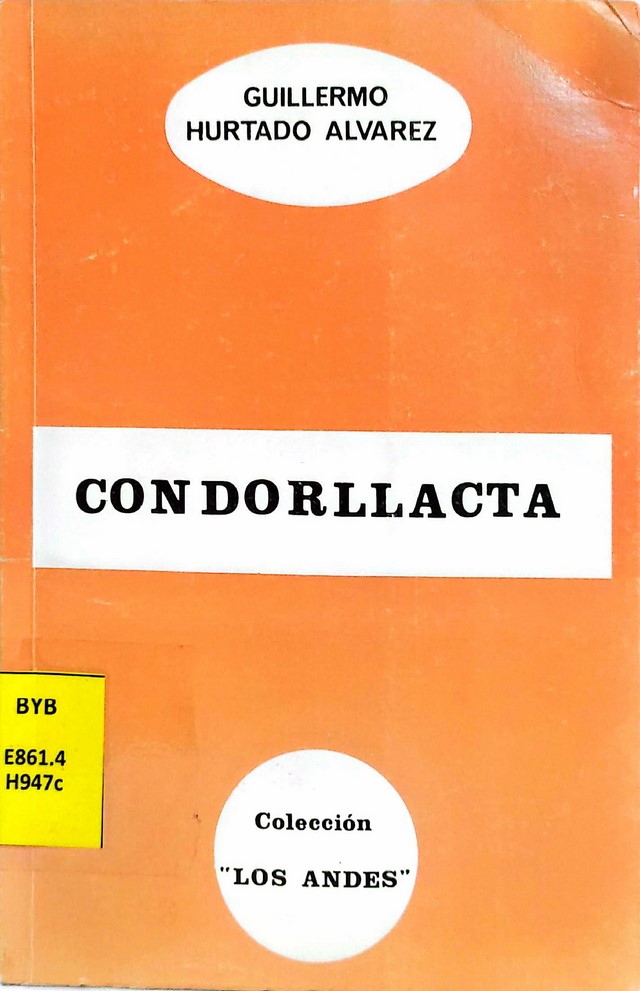 GUILLERMO
HURTADO ALVAREZ
CONDORLLACTA
BYB
E861.4
H947c
Colección
"LOS ANDES"